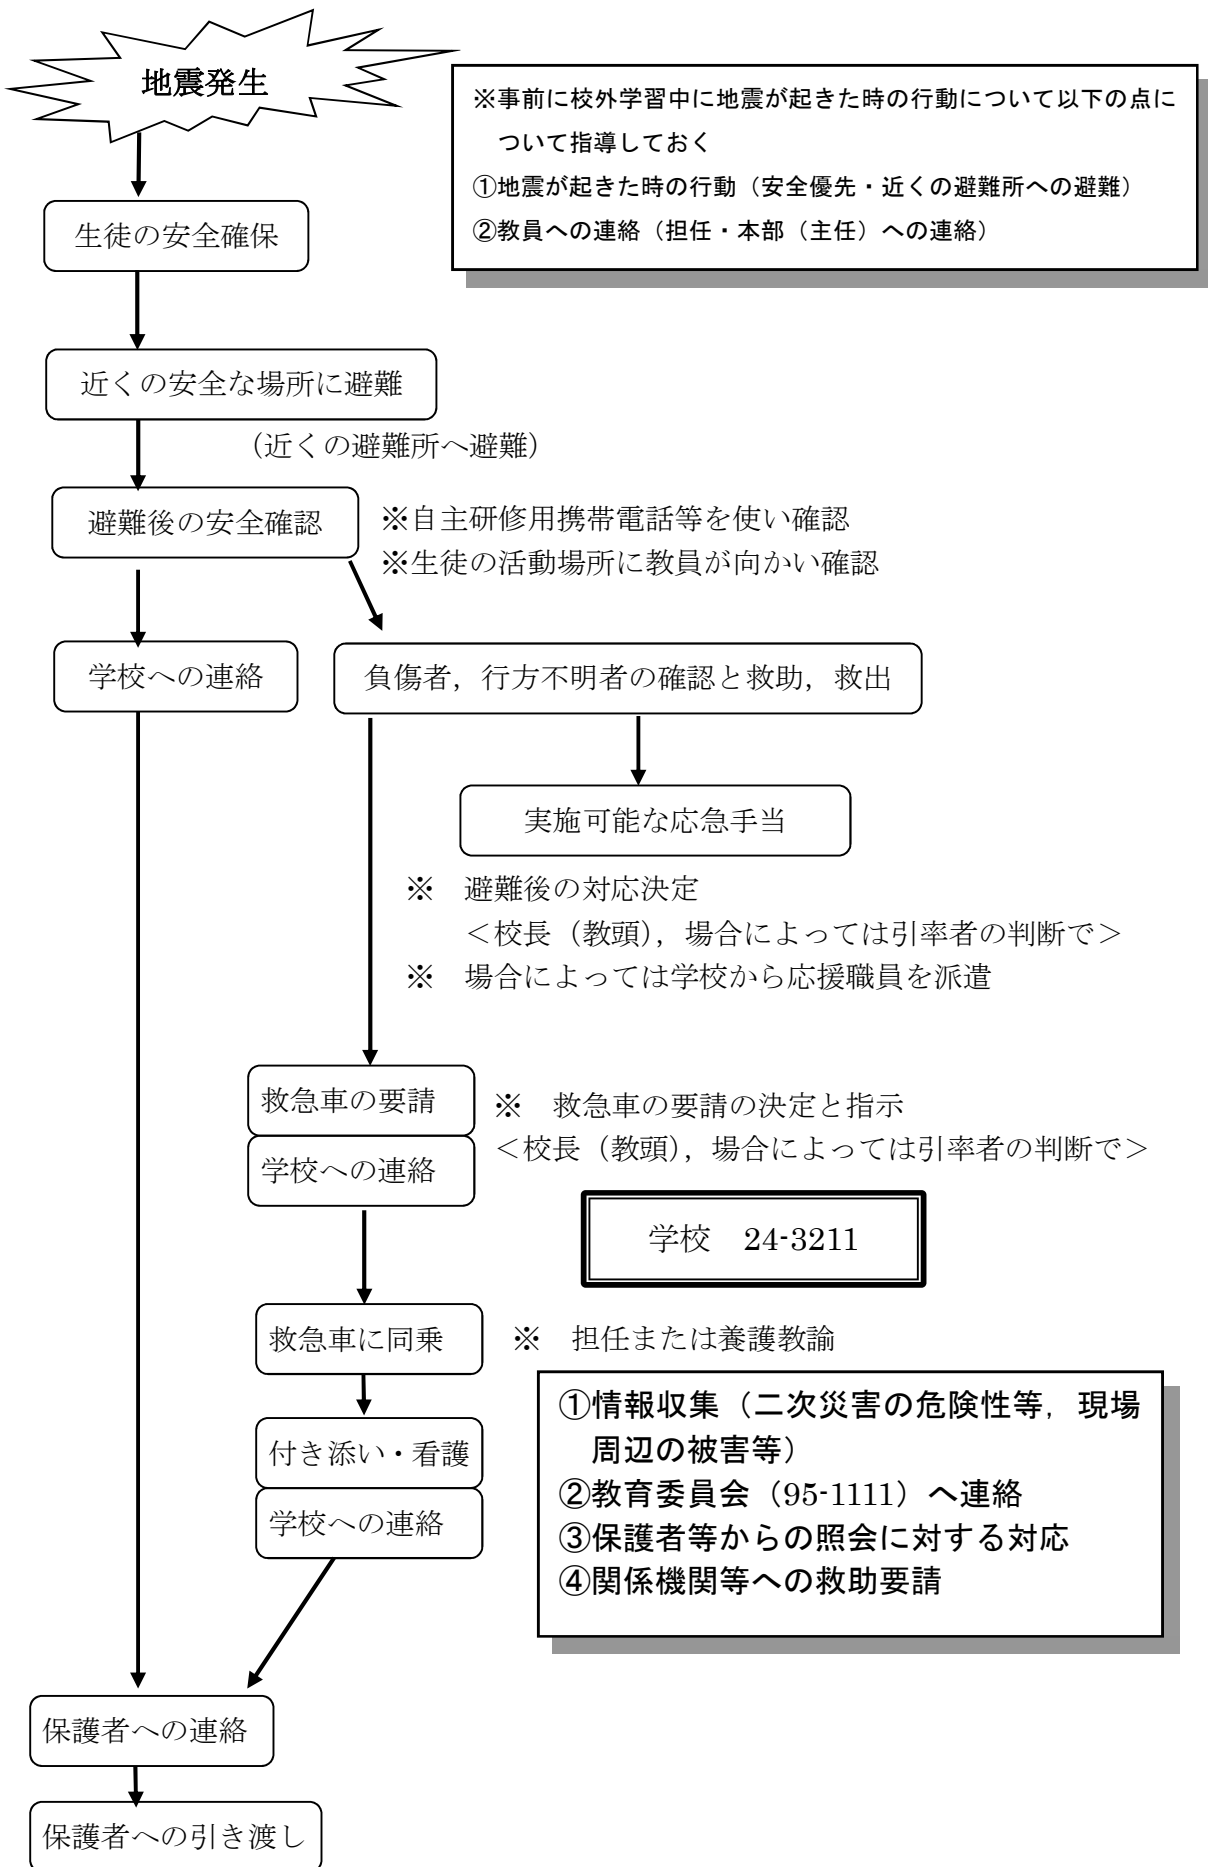 地震発生
※事前に校外学習中に地震が起きた時の行動について以下の点に
ついて指導しておく
①地震が起きた時の行動（安全優先・近くの避難所への避難）
②教員への連絡（担任・本部（主任）への連絡）
生徒の安全確保
近くの安全な場所に避難
（近くの避難所へ避難）
避難後の安全確認
※自主研修用携帯電話等を使い確認
※生徒の活動場所に教員が向かい確認
学校への連絡
負傷者，行方不明者の確認と救助，救出
実施可能な応急手当
※　避難後の対応決定
＜校長（教頭），場合によっては引率者の判断で＞
※　場合によっては学校から応援職員を派遣
救急車の要請
※　救急車の要請の決定と指示
＜校長（教頭），場合によっては引率者の判断で＞
学校への連絡
学校　24-3211
救急車に同乗
※　担任または養護教諭
付き添い・看護
学校への連絡
①情報収集（二次災害の危険性等，現場
周辺の被害等）
②教育委員会（95-1111）へ連絡
③保護者等からの照会に対する対応
④関係機関等への救助要請
保護者への連絡
保護者への引き渡し